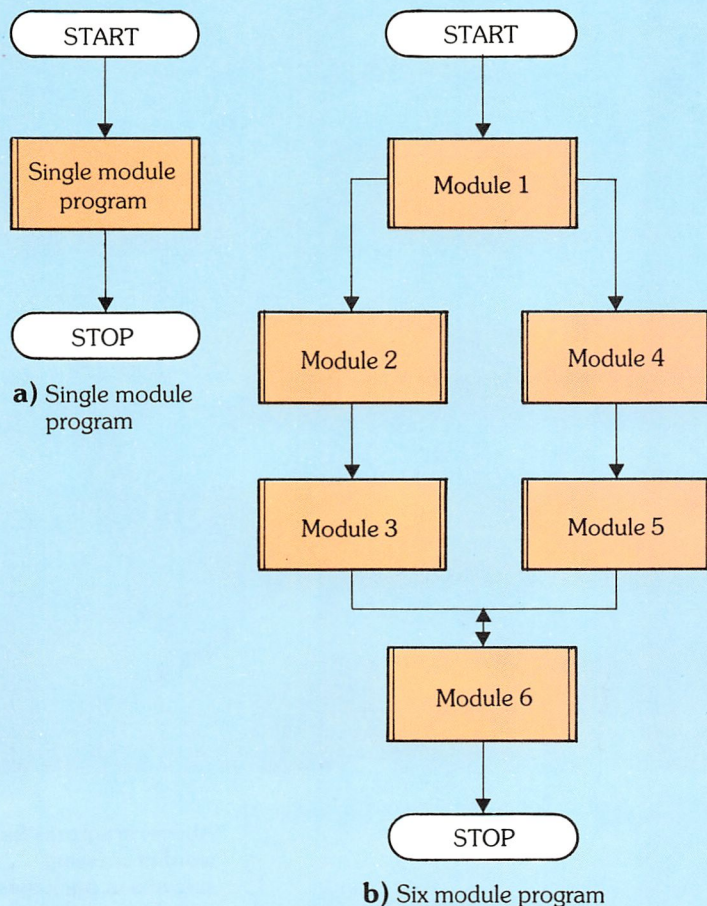 START
Single module
program
STOP
a) Single module
program
START
Module 1
Module 2
Module 4
Module 3
Module 5
Module 6
STOP
b) Six module program